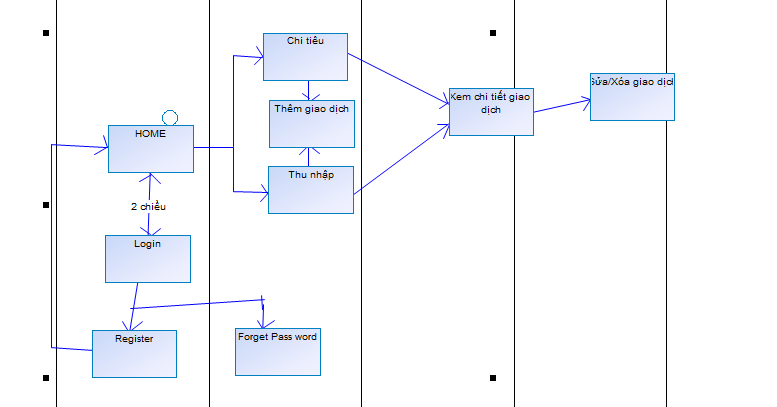 Chi tiêu
Thêm giao dịch
Thu nhập
HOME
2 chiều
Login
Register
Forget Pass word
Xem chi tiết giao
dịch
Sửa/Xóa giao dịch